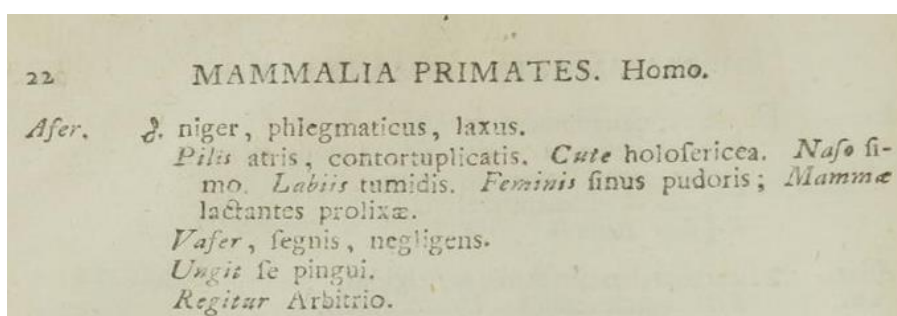 22 MAMMALIA PRIMATES. Homo.
Afer. δ. niger, phlegmaticus, laxus.
Pilis atris, contortuplicatis. Cute holoſericea. Naſo ſi-
mo. Labiis tumidis. Feminis ſinus pudoris; Mammæ
lactantes prolixæ.
Vafer, ſegnis, negligens.
Ungit ſe pingui.
Regitur Arbitrio.